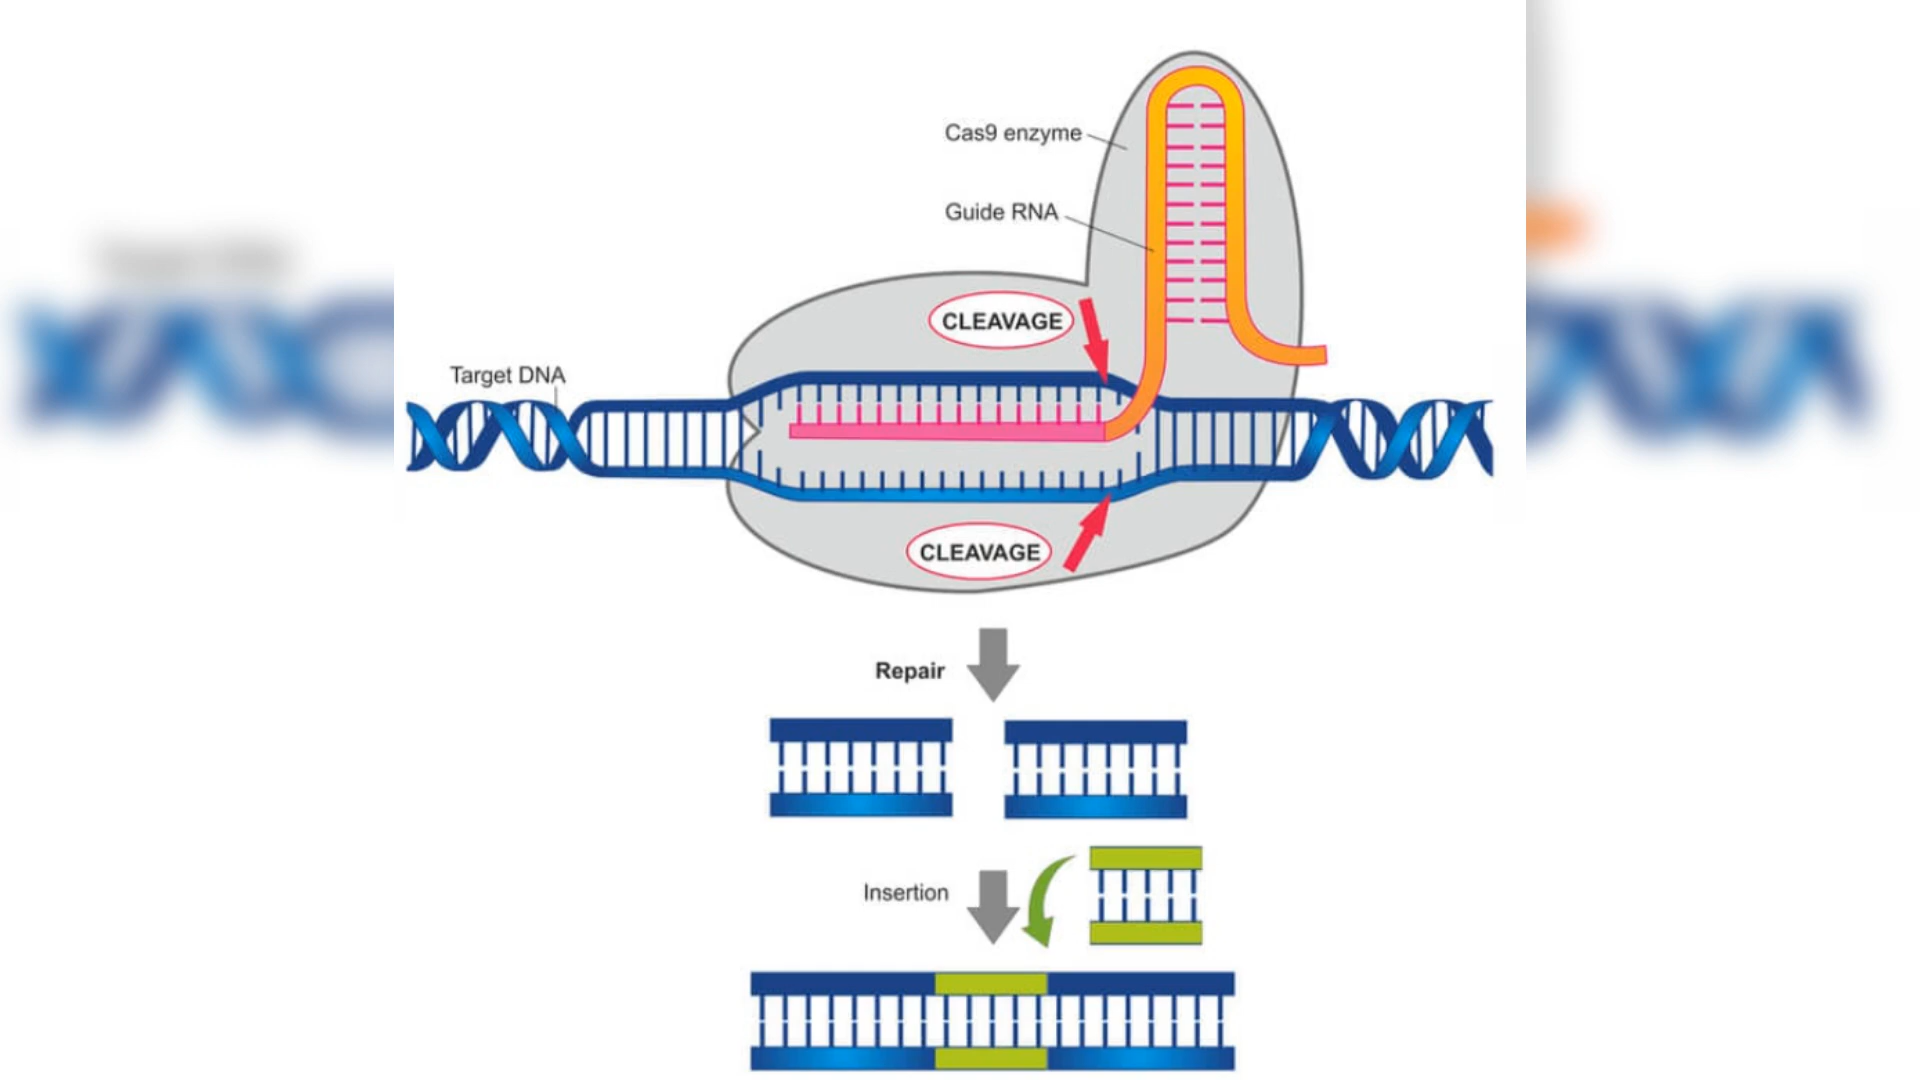 Cas9 enzyme
Guide RNA
CLEAVAGE
Target DNA
CLEAVAGE
Repair
Insertion